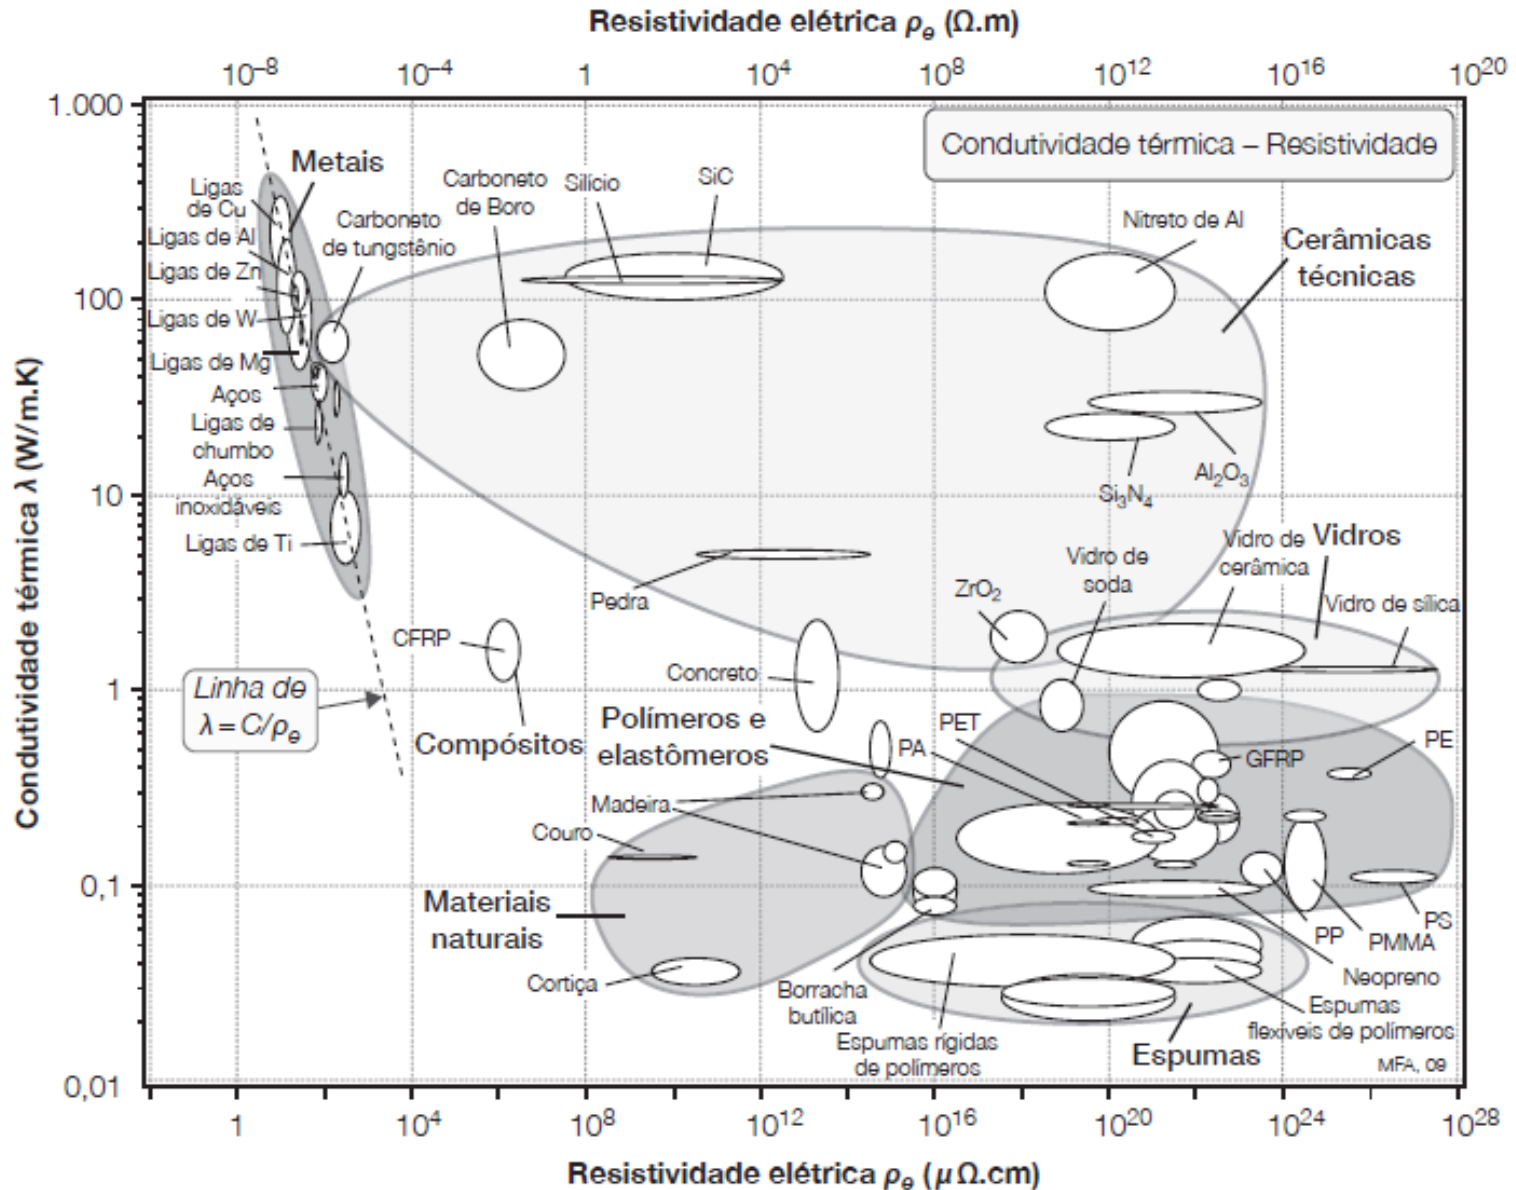 Resistividade elétrica ρₑ (Ω.m)
10⁻⁸ 10⁻⁴ 1 10⁴ 10⁸ 10¹² 10¹⁶ 10²⁰
1.000
100
10
1
0,1
0,01
Condutividade térmica λ (W/m.K)
Condutividade térmica – Resistividade
Metais
Ligas
de Cu
Ligas de Al
Ligas de Zn
Ligas de W
Ligas de Mg
Aços
Ligas de
chumbo
Aços
inoxidáveis
Ligas de Ti
Carboneto
de tungstênio
Carboneto
de Boro
Silício
SiC
Nitreto de Al
Cerâmicas
técnicas
Al₂O₃
Si₃N₄
Pedra
Vidro de
soda
ZrO₂
Vidro de
cerâmica
Vidros
Vidro de sílica
CFRP
Compósitos
Concreto
Linha de
λ = C/ρₑ
Polímeros e
elastômeros
PET
PA
GFRP
PE
Madeira
Couro
Materiais
naturais
Cortiça
Borracha
butílica
Espumas rígidas
de polímeros
Espumas
PP
PMMA
PS
Neopreno
Espumas
flexíveis de polímeros
MFA, 09
1 10⁴ 10⁸ 10¹² 10¹⁶ 10²⁰ 10²⁴ 10²⁸
Resistividade elétrica ρₑ (μ Ω.cm)